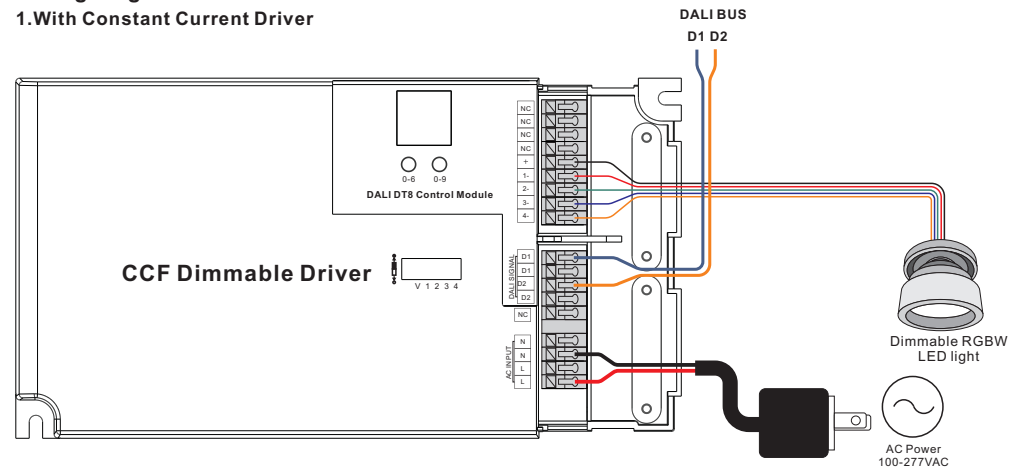 1.With Constant Current Driver
DALI BUS
D1 D2
NC
NC
NC
NC
+
1-
2-
3-
4-
0-6 0-9
DALI DT8 Control Module
CCF Dimmable Driver
V 1 2 3 4
DALI SIGNAL
D1
D1
D2
D2
NC
AC INPUT
N
N
L
L
Dimmable RGBW
LED light
AC Power
100-277VAC